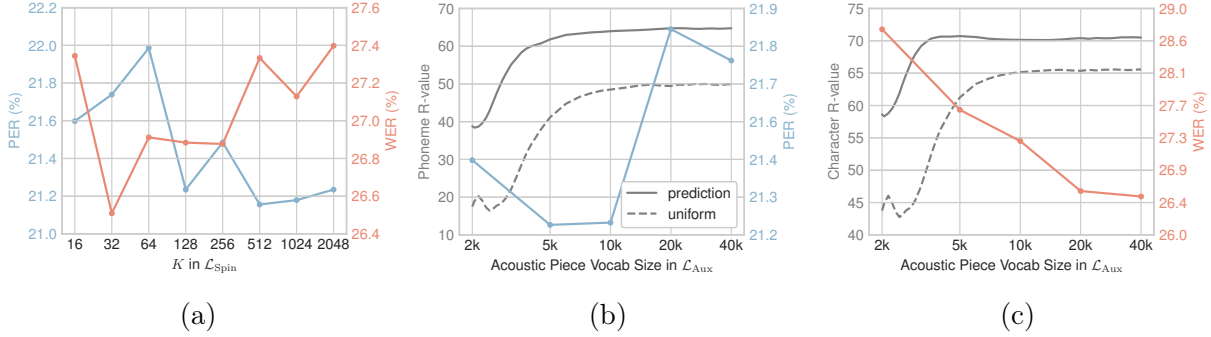 22.0
21.8
21.6
21.4
21.2
21.0
PER (%)
27.6
27.4
27.2
27.0
26.8
26.6
26.4
WER (%)
16 32 64 128 256 512 1024 2048
K in ℒ_Spin
(a)
80
70
60
50
40
30
20
10
Phoneme R-value
21.9
21.8
21.7
21.6
21.5
21.4
21.3
21.2
PER (%)
prediction
uniform
2k 5k 10k 20k 40k
Acoustic Piece Vocab Size in ℒ_Aux
(b)
75
70
65
60
55
50
45
40
Character R-value
29.0
28.6
28.1
27.7
27.3
26.9
26.4
26.0
WER (%)
2k 5k 10k 20k 40k
Acoustic Piece Vocab Size in ℒ_Aux
(c)